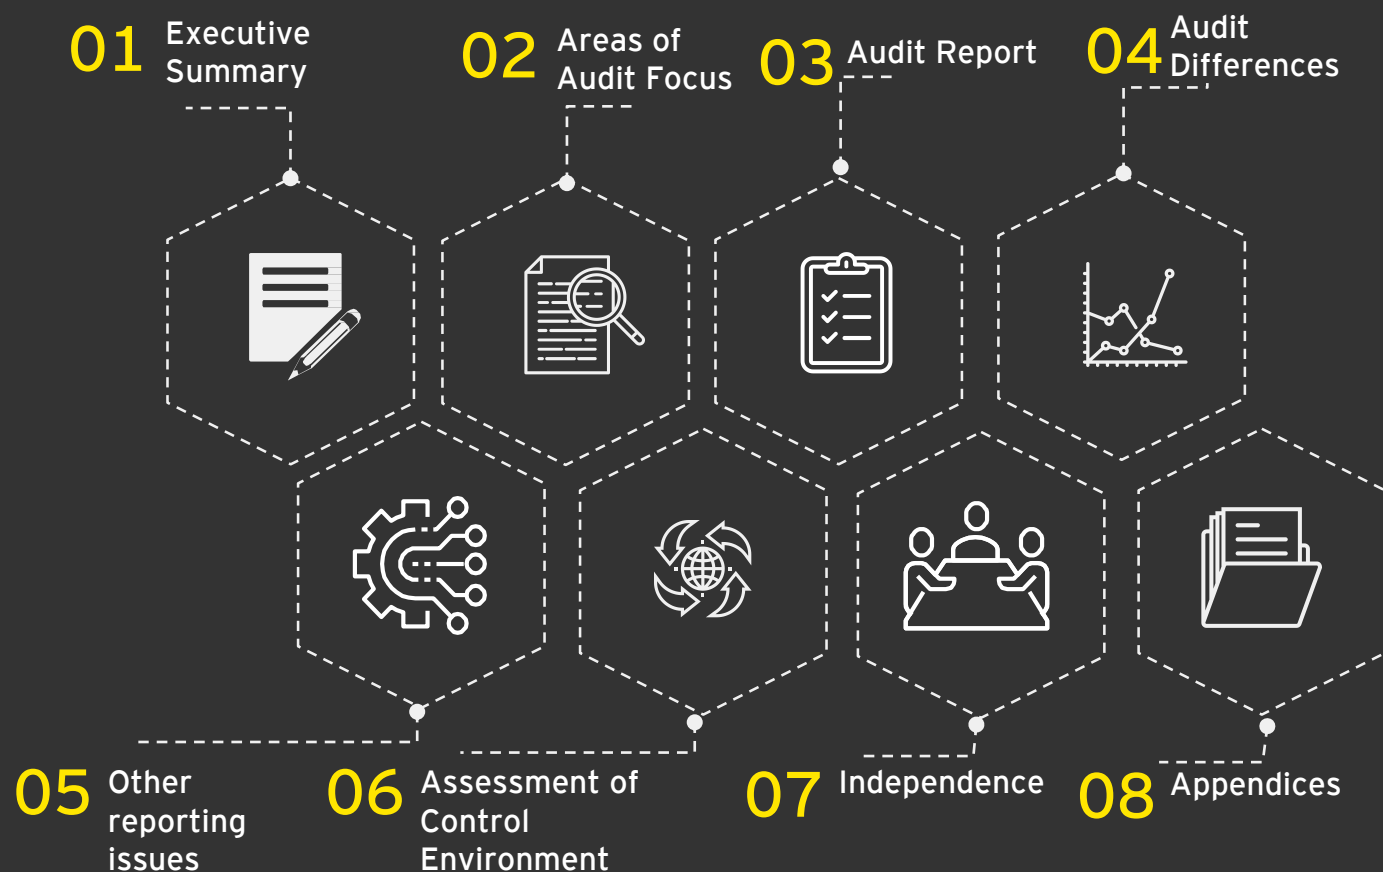 01 Executive
Summary
02 Areas of
Audit Focus
03 Audit Report
04 Audit
Differences
05 Other
reporting
issues
06 Assessment of
Control
Environment
07 Independence
08 Appendices